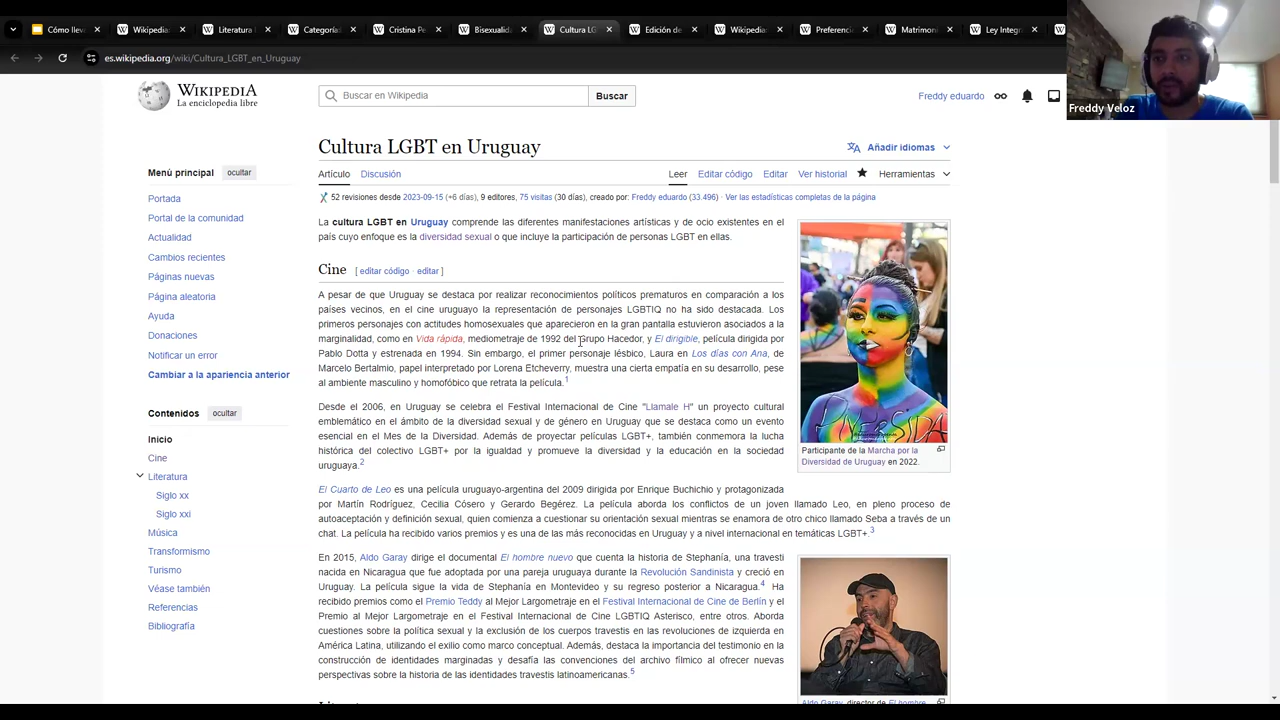 Cómo llev
Wikipedia:
Literatura
Categoría:
Cristina Pe
Bisexualid
Cultura LG
Edición de
Wikipedia:
Preferenci
Matrimoni
Ley Integr
es.wikipedia.org/wiki/Cultura_LGBT_en_Uruguay
Freddy Veloz
WIKIPEDIA
La enciclopedia libre
Buscar en Wikipedia
Buscar
Freddy eduardo
Menú principal
ocultar
Portada
Portal de la comunidad
Actualidad
Cambios recientes
Páginas nuevas
Página aleatoria
Ayuda
Donaciones
Notificar un error
Cambiar a la apariencia anterior
Contenidos
ocultar
Inicio
Cine
Literatura
Siglo xx
Siglo xxi
Música
Transformismo
Turismo
Véase también
Referencias
Bibliografía
Cultura LGBT en Uruguay
Añadir idiomas
Artículo Discusión
Leer Editar código Editar Ver historial Herramientas
52 revisiones desde 2023-09-15 (+6 días), 9 editores, 75 visitas (30 días), creado por: Freddy eduardo (33.496) · Ver las estadísticas completas de la página
La cultura LGBT en Uruguay comprende las diferentes manifestaciones artísticas y de ocio existentes en el
país cuyo enfoque es la diversidad sexual o que incluye la participación de personas LGBT en ellas.
Cine [ editar código · editar ]
A pesar de que Uruguay se destaca por realizar reconocimientos políticos prematuros en comparación a los
países vecinos, en el cine uruguayo la representación de personajes LGBTIQ no ha sido destacada. Los
primeros personajes con actitudes homosexuales que aparecieron en la gran pantalla estuvieron asociados a la
marginalidad, como en Vida rápida, mediometraje de 1992 del Grupo Hacedor, y El dirigible, película dirigida por
Pablo Dotta y estrenada en 1994. Sin embargo, el primer personaje lésbico, Laura en Los días con Ana, de
Marcelo Bertalmio, papel interpretado por Lorena Etcheverry, muestra una cierta empatía en su desarrollo, pese
al ambiente masculino y homofóbico que retrata la película.1
Desde el 2006, en Uruguay se celebra el Festival Internacional de Cine "Llamale H" un proyecto cultural
emblemático en el ámbito de la diversidad sexual y de género en Uruguay que se destaca como un evento
esencial en el Mes de la Diversidad. Además de proyectar películas LGBT+, también conmemora la lucha
histórica del colectivo LGBT+ por la igualdad y promueve la diversidad y la educación en la sociedad
uruguaya.2
El Cuarto de Leo es una película uruguayo-argentina del 2009 dirigida por Enrique Buchichio y protagonizada
por Martín Rodríguez, Cecilia Cósero y Gerardo Begérez. La película aborda los conflictos de un joven llamado Leo, en pleno proceso de
autoaceptación y definición sexual, quien comienza a cuestionar su orientación sexual mientras se enamora de otro chico llamado Seba a través de un
chat. La película ha recibido varios premios y es una de las más reconocidas en Uruguay y a nivel internacional en temáticas LGBT+.3
En 2015, Aldo Garay dirige el documental El hombre nuevo que cuenta la historia de Stephanía, una travesti
nacida en Nicaragua que fue adoptada por una pareja uruguaya durante la Revolución Sandinista y creció en
Uruguay. La película sigue la vida de Stephanía en Montevideo y su regreso posterior a Nicaragua.4 Ha
recibido premios como el Premio Teddy al Mejor Largometraje en el Festival Internacional de Cine de Berlín y el
Premio al Mejor Largometraje en el Festival Internacional de Cine LGBTIQ Asterisco, entre otros. Aborda
cuestiones sobre la política sexual y la exclusión de los cuerpos travestis en las revoluciones de izquierda en
América Latina, utilizando el exilio como marco conceptual. Además, destaca la importancia del testimonio en la
construcción de identidades marginadas y desafía las convenciones del archivo fílmico al ofrecer nuevas
perspectivas sobre la historia de las identidades travestis latinoamericanas.5
DIVERSIDA
Participante de la Marcha por la
Diversidad de Uruguay en 2022.
Aldo Garay, director de El hombre